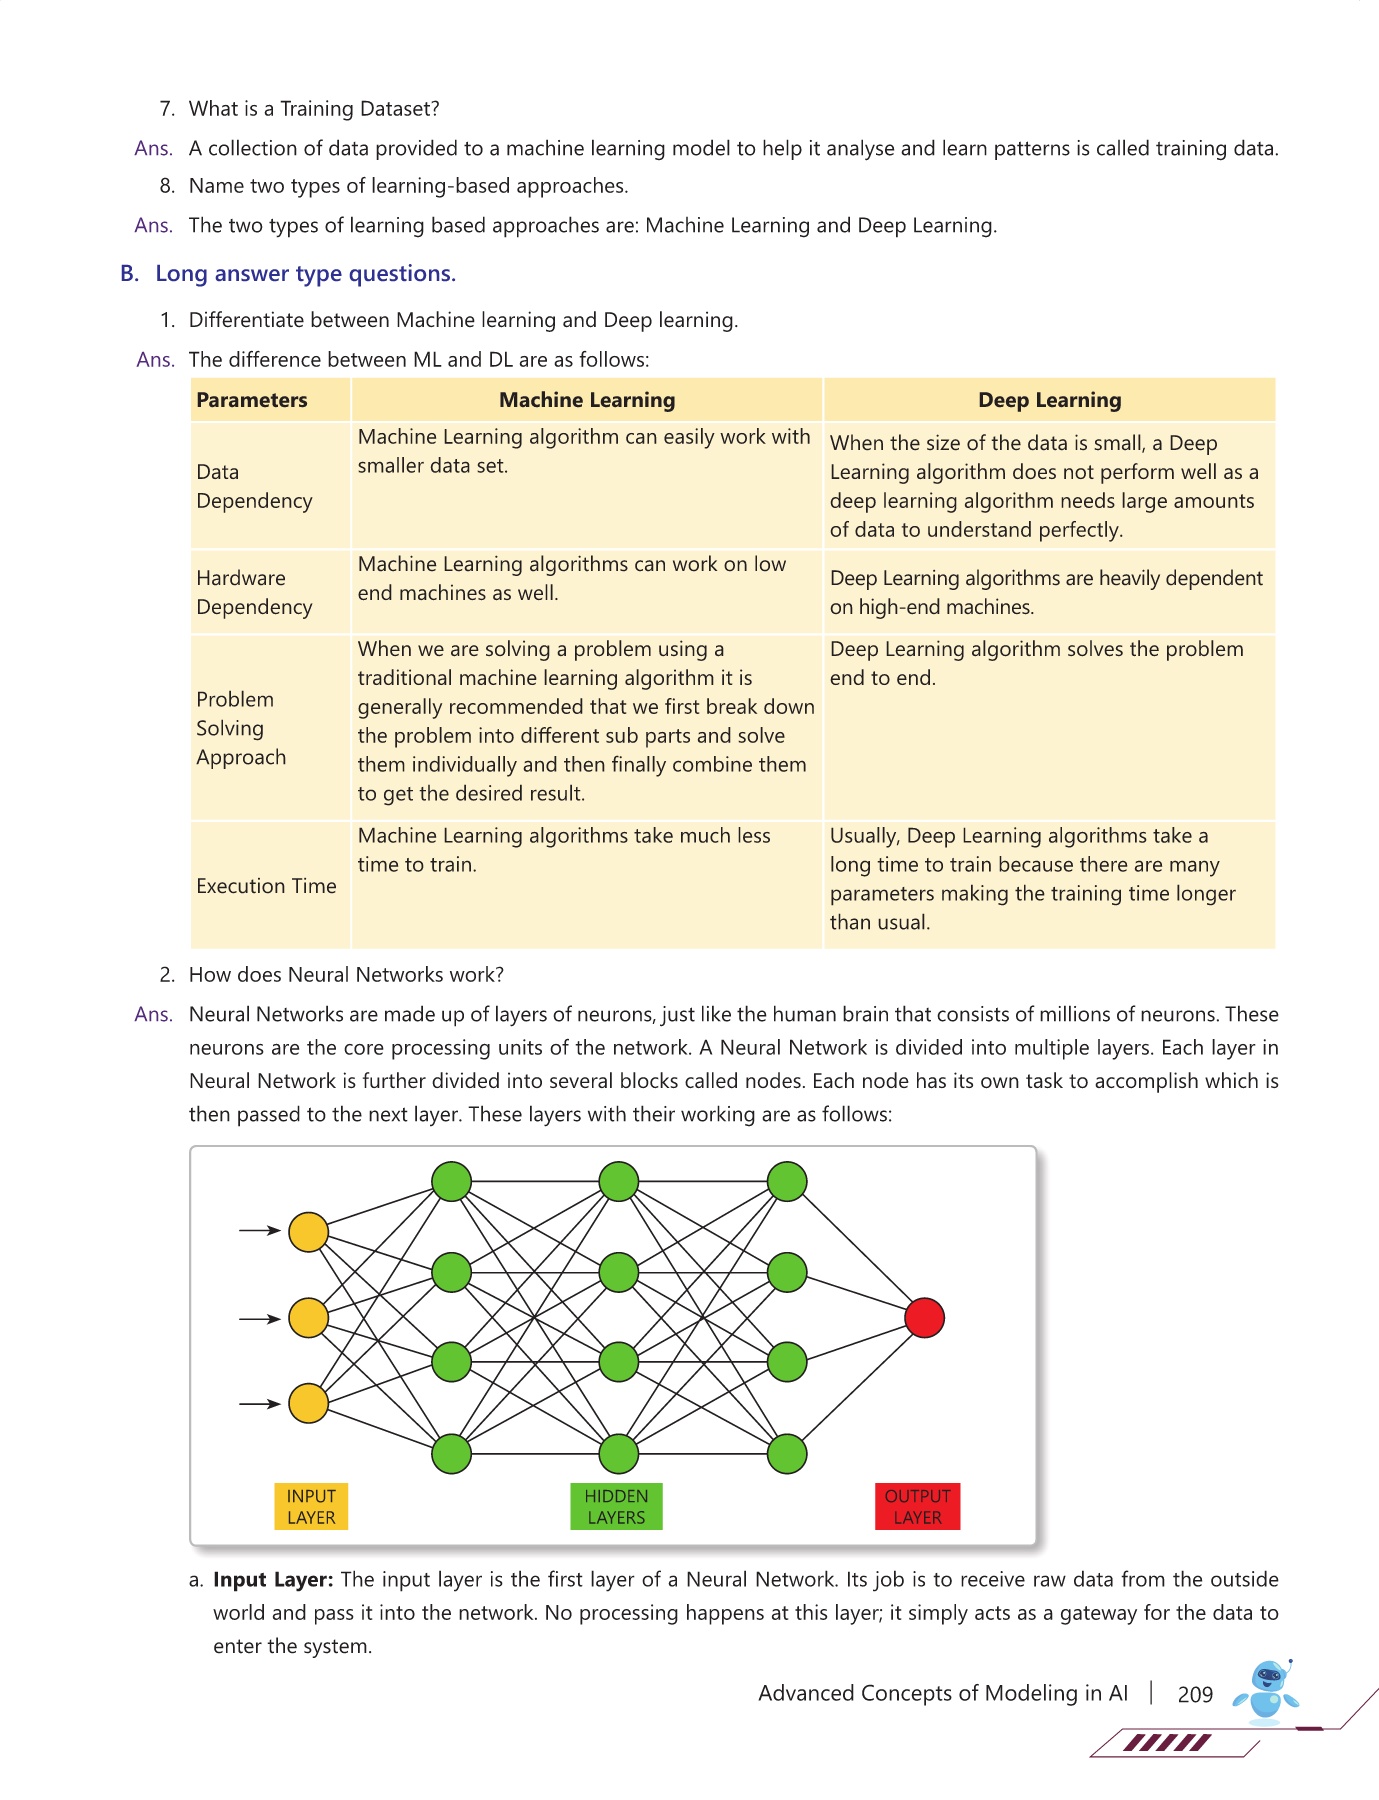 7. What is a Training Dataset?
Ans. A collection of data provided to a machine learning model to help it analyse and learn patterns is called training data.
8. Name two types of learning-based approaches.
Ans. The two types of learning based approaches are: Machine Learning and Deep Learning.
B. Long answer type questions.
1. Differentiate between Machine learning and Deep learning.
Ans. The difference between ML and DL are as follows:
Parameters
Machine Learning
Deep Learning
Data
Dependency
Machine Learning algorithm can easily work with
smaller data set.
When the size of the data is small, a Deep
Learning algorithm does not perform well as a
deep learning algorithm needs large amounts
of data to understand perfectly.
Hardware
Dependency
Machine Learning algorithms can work on low
end machines as well.
Deep Learning algorithms are heavily dependent
on high-end machines.
Problem
Solving
Approach
When we are solving a problem using a
traditional machine learning algorithm it is
generally recommended that we first break down
the problem into different sub parts and solve
them individually and then finally combine them
to get the desired result.
Deep Learning algorithm solves the problem
end to end.
Execution Time
Machine Learning algorithms take much less
time to train.
Usually, Deep Learning algorithms take a
long time to train because there are many
parameters making the training time longer
than usual.
2. How does Neural Networks work?
Ans. Neural Networks are made up of layers of neurons, just like the human brain that consists of millions of neurons. These
neurons are the core processing units of the network. A Neural Network is divided into multiple layers. Each layer in
Neural Network is further divided into several blocks called nodes. Each node has its own task to accomplish which is
then passed to the next layer. These layers with their working are as follows:
INPUT
LAYER
HIDDEN
LAYERS
OUTPUT
LAYER
a. Input Layer: The input layer is the first layer of a Neural Network. Its job is to receive raw data from the outside
world and pass it into the network. No processing happens at this layer; it simply acts as a gateway for the data to
enter the system.
Advanced Concepts of Modeling in AI | 209